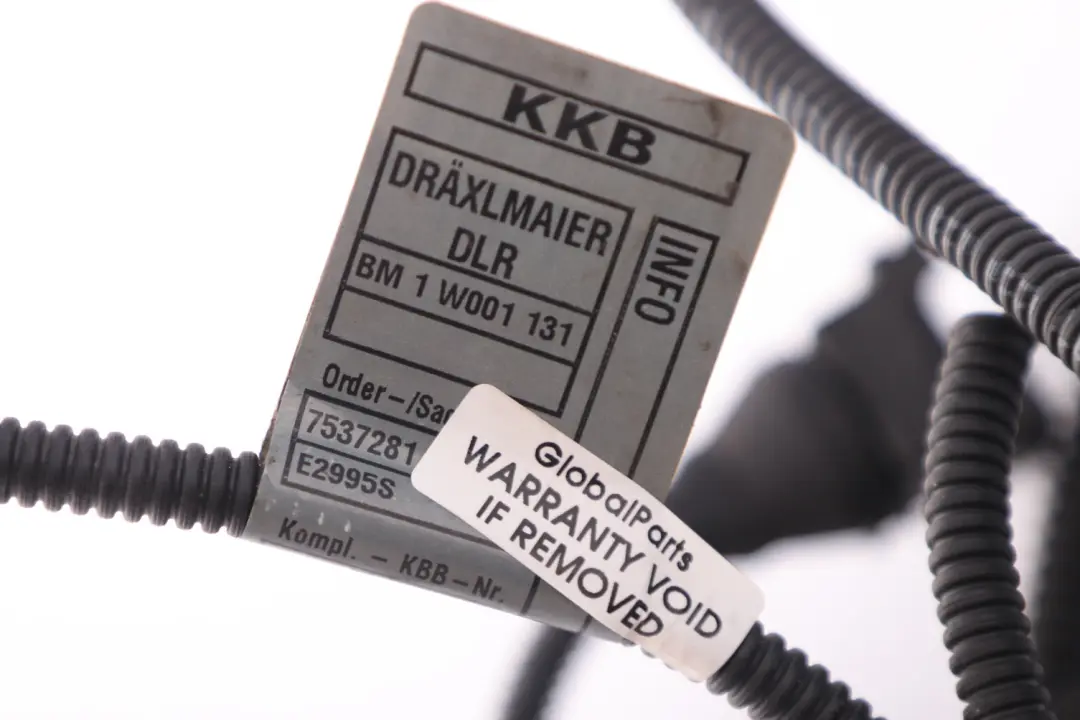 KKB
DRÄXLMAIER
DLR
BM 1 W001 131
INFO
Order-/Sac
7537281
E2995S
Kompl. - KBB-Nr.
GlobalParts
WARRANTY VOID
IF REMOVED